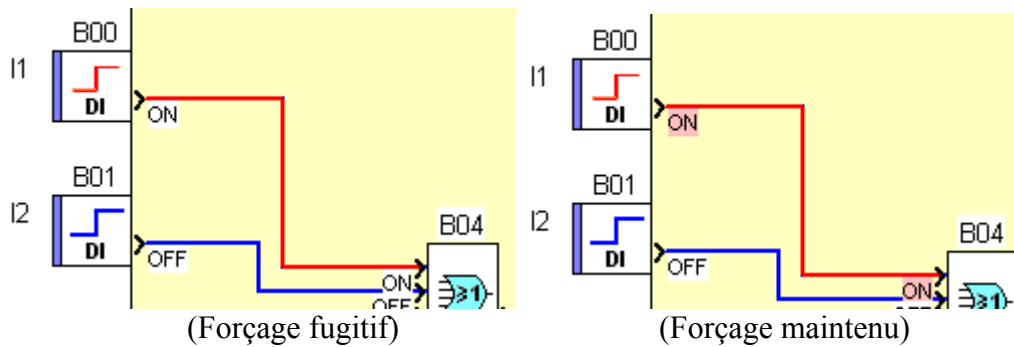 B00
I1
DI
ON
B01
I2
DI
OFF
B04
ON
OFF
≥1
(Forçage fugitif)
B00
I1
DI
ON
B01
I2
DI
OFF
B04
ON
≥1
(Forçage maintenu)